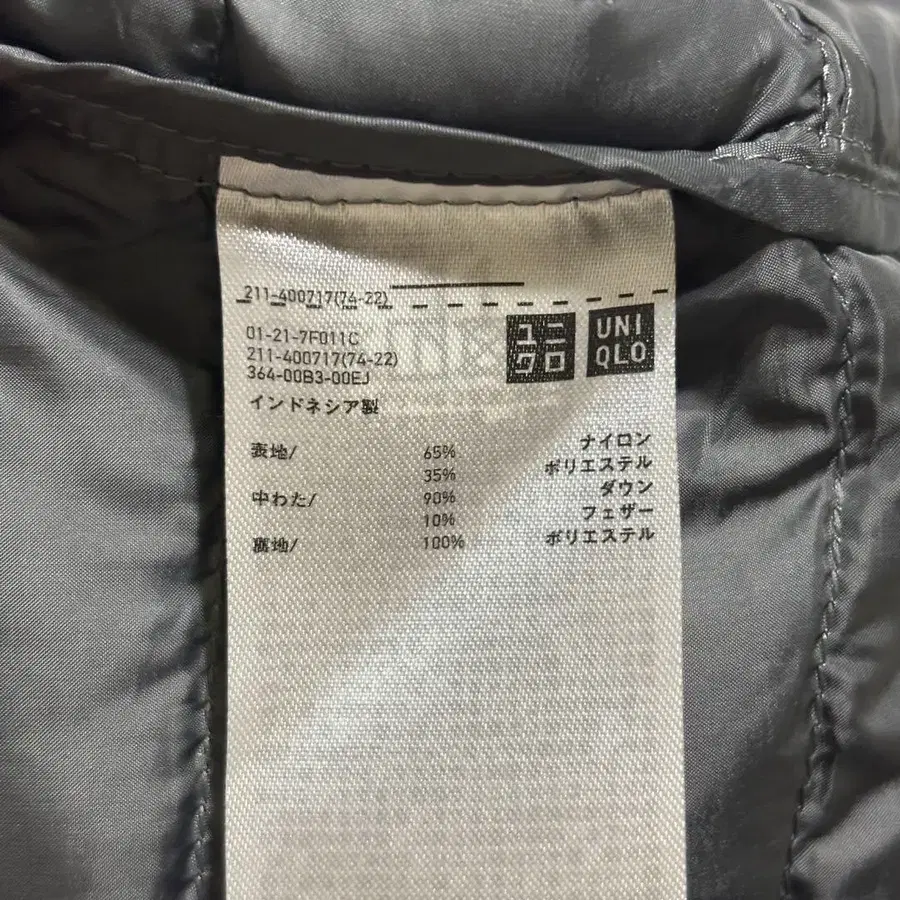 211-400717(74-22)
01-21-7F011C
211-400717(74-22)
364-00B3-00EJ
インドネシア製
ユニ
クロ
UNI
QLO
表地/ 65% ナイロン
35% ポリエステル
中わた/ 90% ダウン
10% フェザー
裏地/ 100% ポリエステル